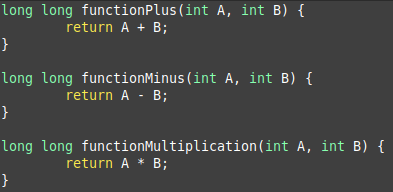 long long functionPlus(int A, int B) {
        return A + B;
}

long long functionMinus(int A, int B) {
        return A - B;
}

long long functionMultiplication(int A, int B) {
        return A * B;
}